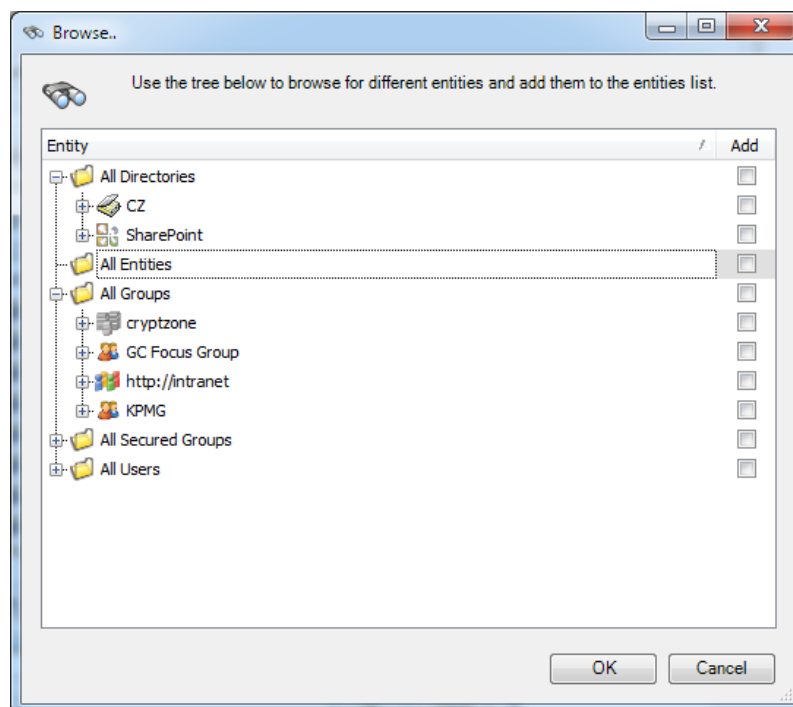 Browse..
Use the tree below to browse for different entities and add them to the entities list.
Entity / Add
All Directories
CZ
SharePoint
All Entities
All Groups
cryptzone
GC Focus Group
http://intranet
KPMG
All Secured Groups
All Users
OK Cancel